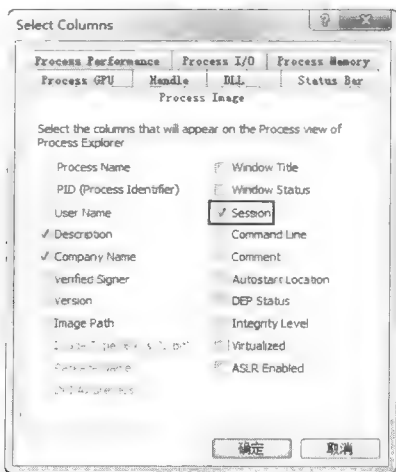 Select Columns
Process Performance Process I/O Process Memory
Process GPU Handle DLL Status Bar
Process Image
Select the columns that will appear on the Process view of
Process Explorer
Process Name
PID (Process Identifier)
User Name
Description
Company Name
Verified Signer
Version
Image Path
Window Title
Window Status
Session
Command Line
Comment
Autostart Location
DEP Status
Integrity Level
Virtualized
ASLR Enabled
确定 取消